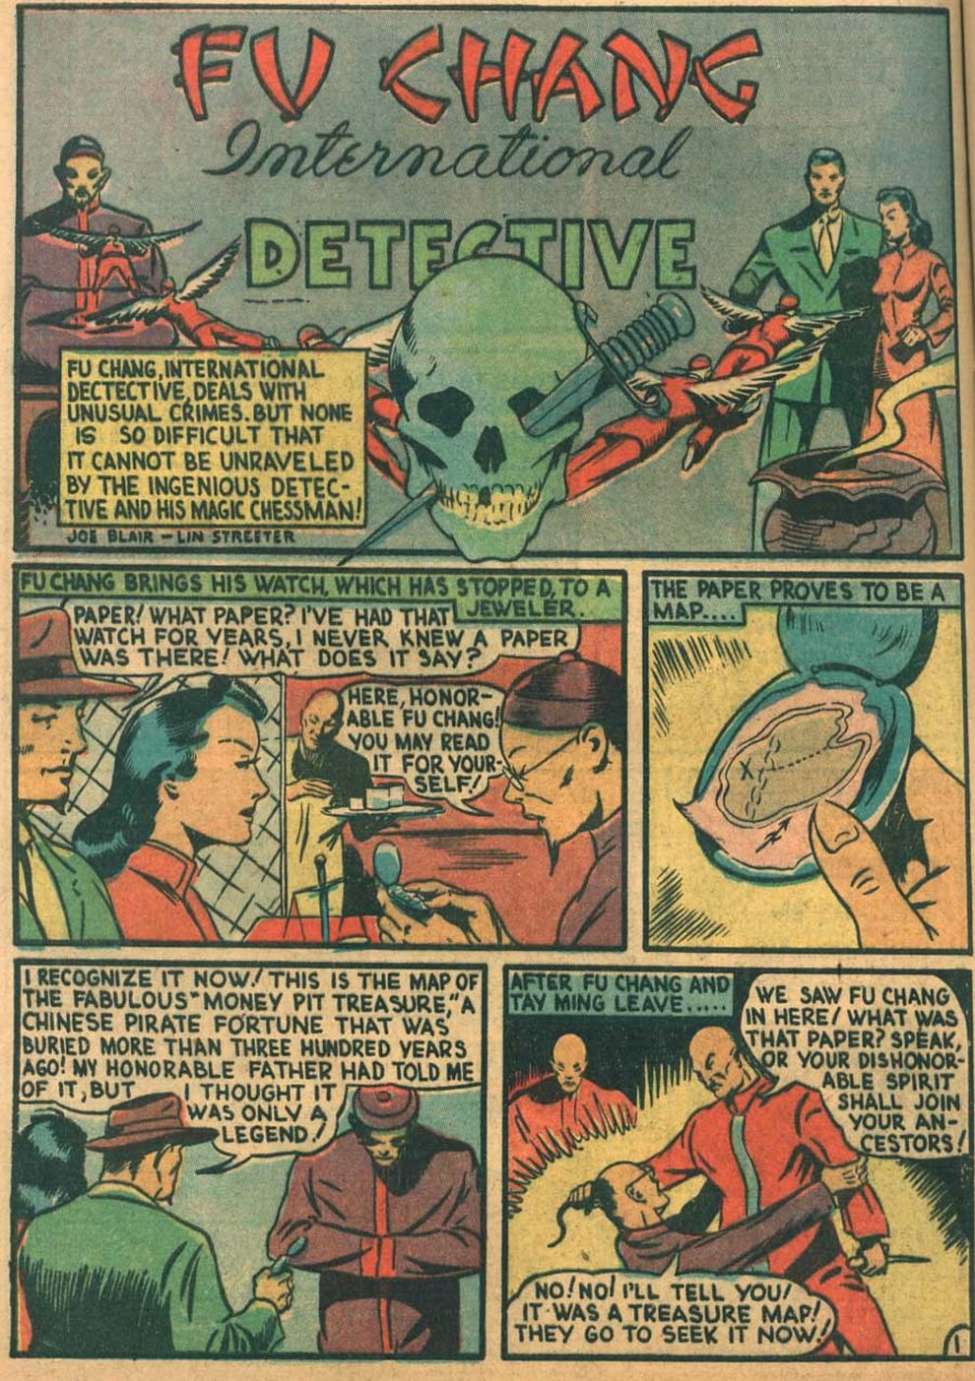 FU CHANG
International
DETECTIVE
FU CHANG, INTERNATIONAL
DECTECTIVE, DEALS WITH
UNUSUAL CRIMES. BUT NONE
IS SO DIFFICULT THAT
IT CANNOT BE UNRAVELED
BY THE INGENIOUS DETEC-
TIVE AND HIS MAGIC CHESSMAN!
JOE BLAIR - LIN STREETER
FU CHANG BRINGS HIS WATCH, WHICH HAS STOPPED, TO A
JEWELER.
PAPER! WHAT PAPER? I'VE HAD THAT
WATCH FOR YEARS, I NEVER KNEW A PAPER
WAS THERE! WHAT DOES IT SAY?
HERE, HONOR-
ABLE FU CHANG!
YOU MAY READ
IT FOR YOUR-
SELF!
THE PAPER PROVES TO BE A
MAP....
X
I RECOGNIZE IT NOW! THIS IS THE MAP OF
THE FABULOUS "MONEY PIT TREASURE," A
CHINESE PIRATE FORTUNE THAT WAS
BURIED MORE THAN THREE HUNDRED YEARS
AGO! MY HONORABLE FATHER HAD TOLD ME
OF IT, BUT I THOUGHT IT
WAS ONLY A
LEGEND!
AFTER FU CHANG AND
TAY MING LEAVE.....
WE SAW FU CHANG
IN HERE! WHAT WAS
THAT PAPER? SPEAK,
OR YOUR DISHONOR-
ABLE SPIRIT
SHALL JOIN
YOUR AN-
CESTORS!
NO! NO! I'LL TELL YOU!
IT WAS A TREASURE MAP!
THEY GO TO SEEK IT NOW!
1